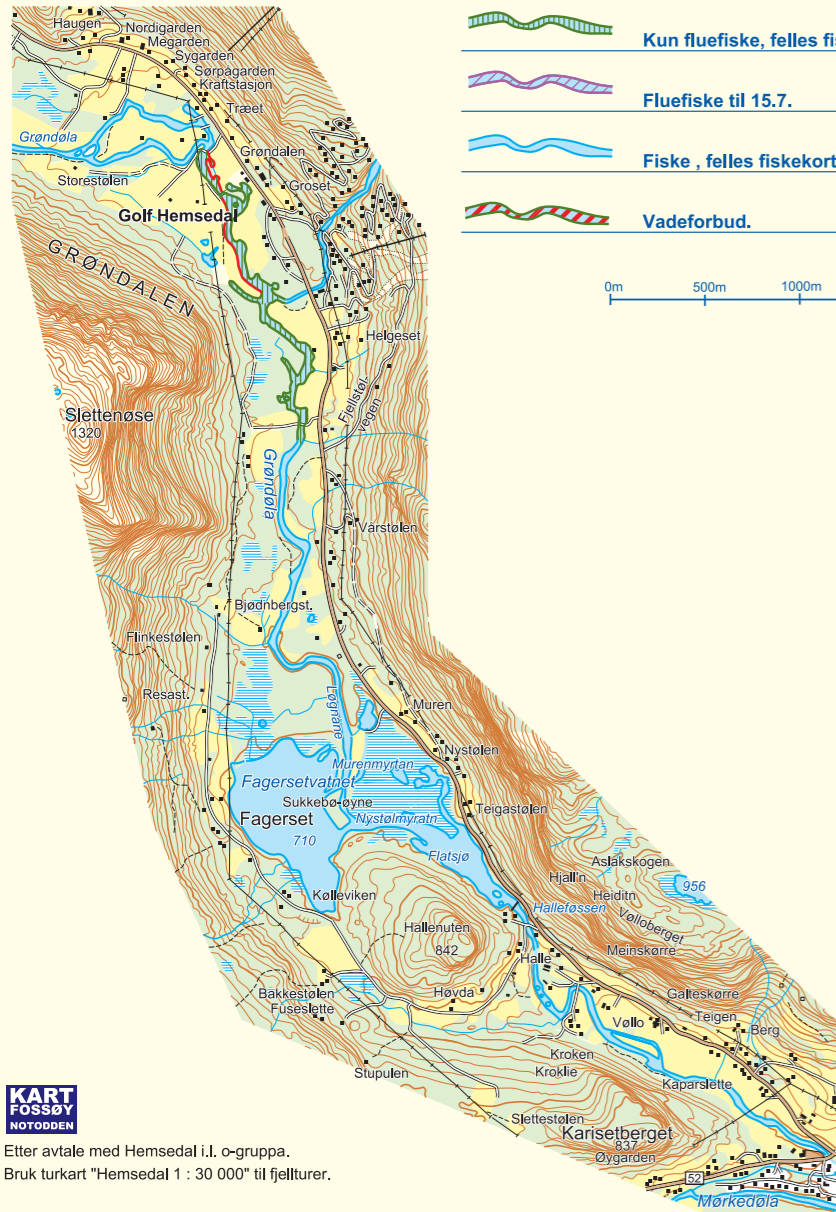 Haugen
Nordigarden
Megarden
Sygarden
Sørpågarden
Kraftstasjon
Træet
Grøndøla
Grøndalen
Storestølen
Groset
Golf Hemsedal
GRØNDALEN
Helgeset
Fjellstøl-
vegen
Slettenøse
1320
Grøndøla
Vårstølen
Bjødnbergst.
Flinkestølen
Resast.
Løgnane
Muren
Nystølen
Murenmyrtan
Fagersetvatnet
Sukkebø-øyne
Fagerset
Nystølmyratn
Teigastølen
710
Flatsjø
Aslakskogen
Hjall'n
956
Heiditn
Kølleviken
Halleføssen
Vølloberget
Hallenuten
842
Meinskørre
Halle
Høvda
Galteskørre
Bakkestølen
Fuseslette
Vøllo
Teigen
Berg
Kroken
Kroklie
Stupulen
Kaparslette
Slettestølen
Karisetberget
837
Øygarden
52
Mørkedøla
Kun fluefiske, felles fis
Fluefiske til 15.7.
Fiske , felles fiskekort
Vadeforbud.
0m 500m 1000m
KART
FOSSØY
NOTODDEN
Etter avtale med Hemsedal i.l. o-gruppa.
Bruk turkart "Hemsedal 1 : 30 000" til fjellturer.